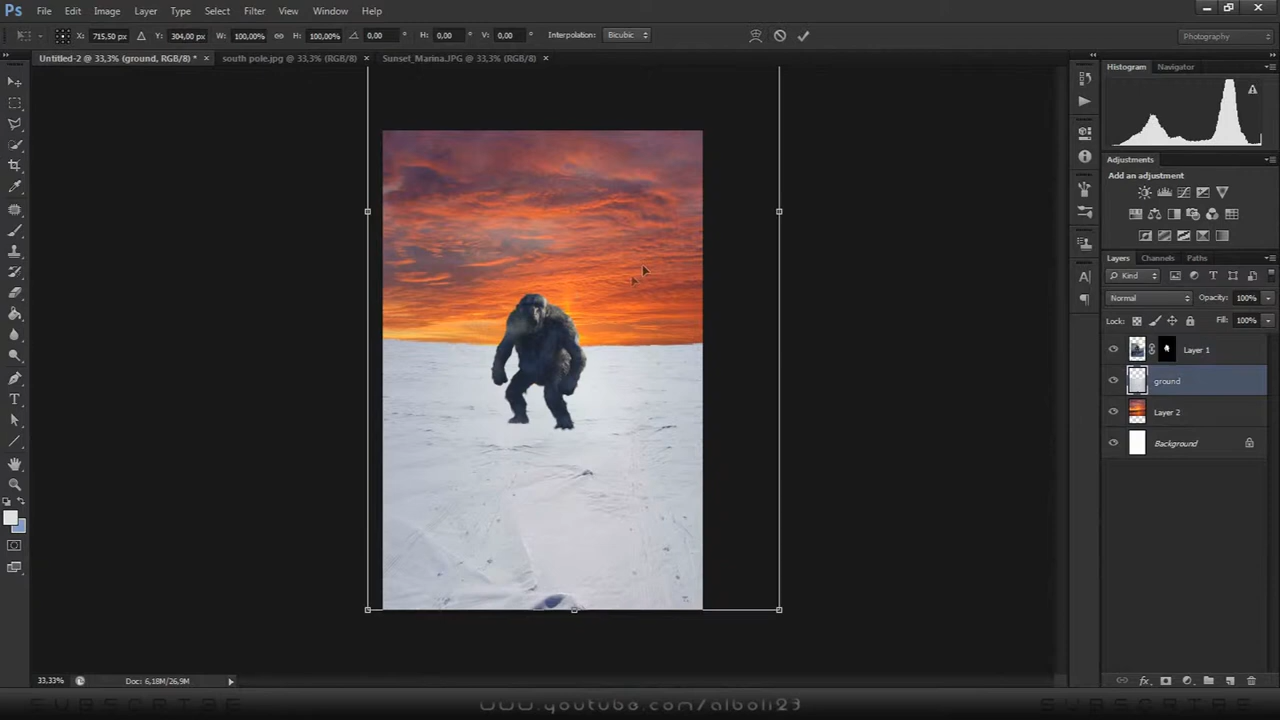 Ps File Edit Image Layer Type Select Filter View Window Help
X: 715,50 px Y: 304,00 px W: 100,00% H: 100,00% 0,00 ° H: 0,00 ° V: 0,00 ° Interpolation: Bicubic Photography
Untitled-2 @ 33,3% (ground, RGB/8) * × south pole.jpg @ 33,3% (RGB/8) × Sunset_Marina.JPG @ 33,3% (RGB/8) ×
Histogram Navigator
Adjustments
Add an adjustment
Layers Channels Paths
Kind
Normal Opacity: 100%
Lock: Fill: 100%
Layer 1
ground
Layer 2
Background
33,33% Doc: 6,18M/26,9M
SUBSCRIBE www.youtube.com/alboli23 SUBSCRIBE